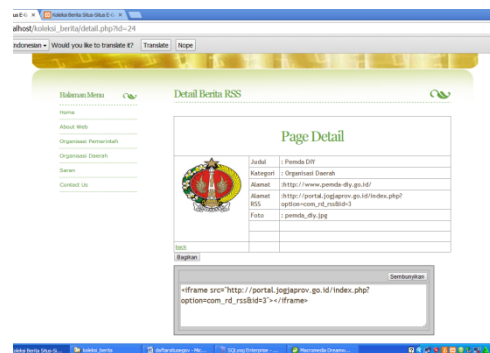 Koleksi Berita Situs-Situs E-G
alhost/koleksi_berita/detail.php?id=24
ndonesian
Would you like to translate it?
Translate
Nope
Halaman Menu
Home
About Web
Organisasi Pemerintah
Organisasi Daerah
Saran
Contact Us
Detail Berita RSS
Page Detail
Judul : Pemda DIY
Kategori : Organisasi Daerah
Alamat :http://www.pemda-diy.go.id/
Alamat RSS :http://portal.jogjaprov.go.id/index.php?
option=com_rd_rss&id=3
Foto : pemda_diy.jpg
back
Bagikan
Sembunyikan
<iframe src="http://portal.jogjaprov.go.id/index.php?
option=com_rd_rss&id=3"></iframe>
koleksi_berita
SQLyog Enterprise - ...
Macromedia Dreamw...